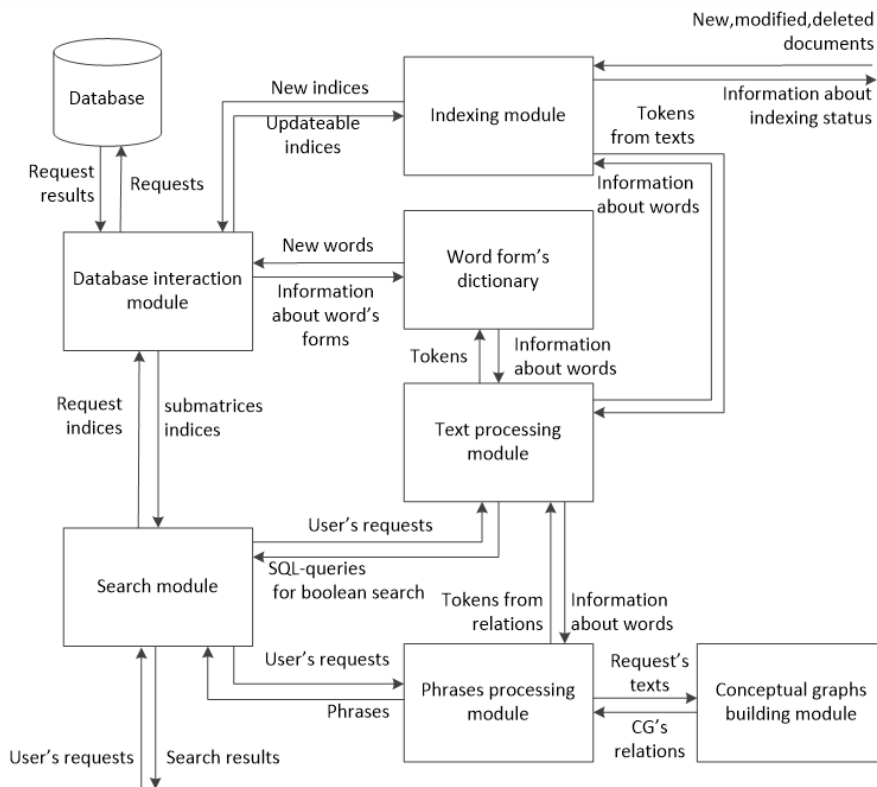 New,modified,deleted
documents
Database
New indices
Indexing module
Information about
indexing status
Updateable
indices
Tokens
from texts
Request
results
Requests
Information
about words
New words
Word form's
dictionary
Database interaction
module
Information
about word's
forms
Tokens
Information
about words
Request
indices
submatrices
indices
Text processing
module
User's requests
Search module
SQL-queries
for boolean search
Tokens from
relations
Information
about words
User's requests
Phrases
Phrases processing
module
Request's
texts
CG's
relations
Conceptual graphs
building module
User's requests
Search results